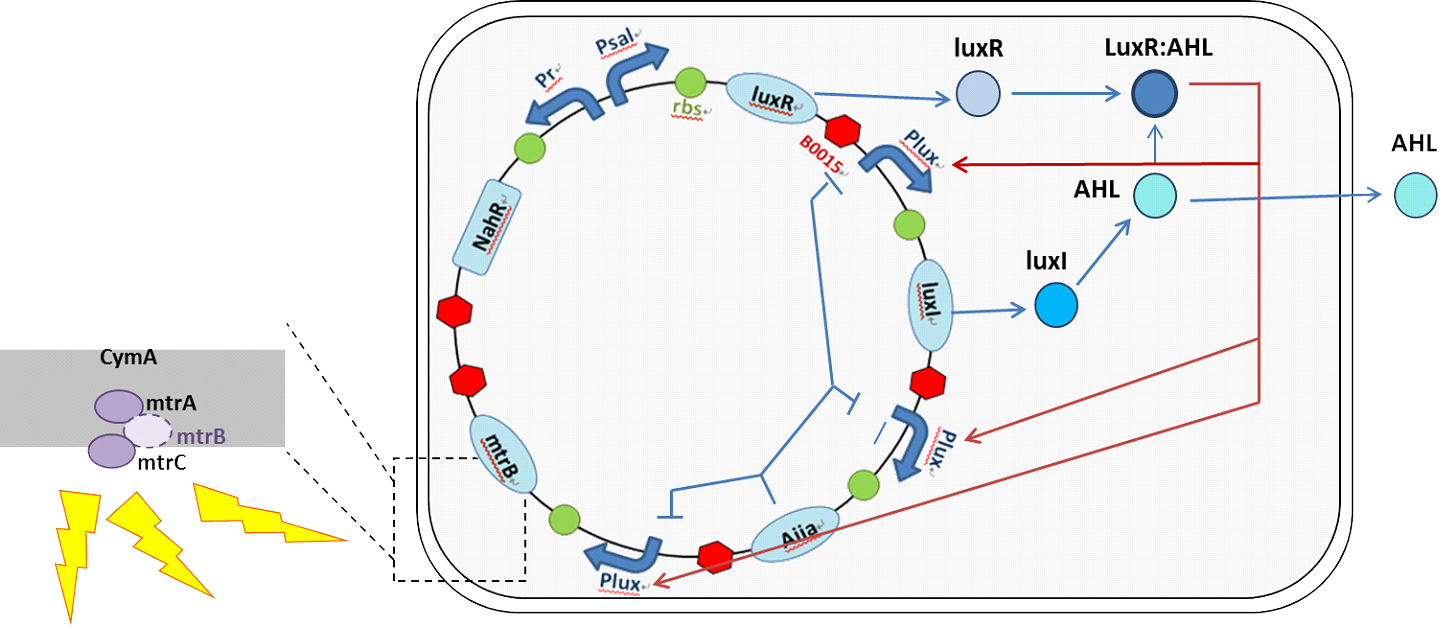 Psal
Pr
rbs
luxR
B0015
Plux
luxR
LuxR:AHL
AHL
AHL
luxI
luxI
NahR
Plux
CymA
mtrA
mtrB
mtrC
mtrB
Aiia
Plux